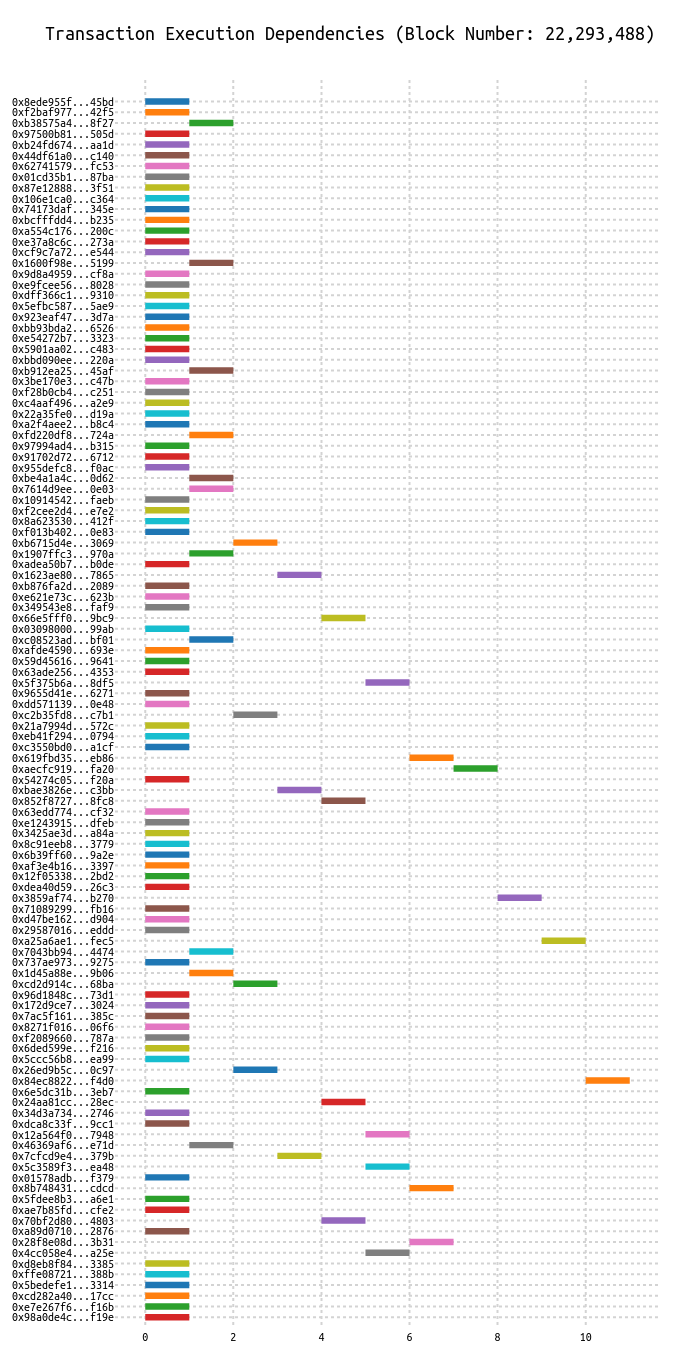 Transaction Execution Dependencies (Block Number: 22,293,488)
0x8ede955f...45bd
0xf2baf977...42f5
0xb38575a4...8f27
0x97500b81...505d
0xb24fd674...aa1d
0x44df61a0...c140
0x62741579...fc53
0x01cd35b1...87ba
0x87e12888...3f51
0x106e1ca0...c364
0x74173daf...345e
0xbcfffdd4...b235
0xa554c176...200c
0xe37a8c6c...273a
0xcf9c7a72...e544
0x1600f98e...5199
0x9d8a4959...cf8a
0xe9fcee56...8028
0xdff366c1...9310
0x5efbc587...5ae9
0x923eaf47...3d7a
0xbb93bda2...6526
0xe54272b7...3323
0x5901aa02...c483
0xbbd090ee...220a
0xb912ea25...45af
0x3be170e3...c47b
0xf28b0cb4...c251
0xc4aaf496...a2e9
0x22a35fe0...d19a
0xa2f4aee2...b8c4
0xfd220df8...724a
0x97994ad4...b315
0x91702d72...6712
0x955defc8...f0ac
0xbe4a1a4c...0d62
0x7614d9ee...0e03
0x10914542...faeb
0xf2cee2d4...e7e2
0x8a623530...412f
0xf013b402...0e83
0xb6715d4e...3069
0x1907ffc3...970a
0xadea50b7...b0de
0x1623ae80...7865
0xb876fa2d...2089
0xe621e73c...623b
0x349543e8...faf9
0x66e5fff0...9bc9
0x03098000...99ab
0xc08523ad...bf01
0xafde4590...693e
0x59d45616...9641
0x63ade256...4353
0x5f375b6a...8df5
0x9655d41e...6271
0xdd571139...0e48
0xc2b35fd8...c7b1
0x21a7994d...572c
0xeb41f294...0794
0xc3550bd0...a1cf
0x619fbd35...eb86
0xaecfc919...fa20
0x54274c05...f20a
0xbae3826e...c3bb
0x852f8727...8fc8
0x63edd774...cf32
0xe1243915...dfeb
0x3425ae3d...a84a
0x8c91eeb8...3779
0x6b39ff60...9a2e
0xaf3e4b16...3397
0x12f05338...2bd2
0xdea40d59...26c3
0x3859af74...b270
0x71089299...fb16
0xd47be162...d904
0x29587016...eddd
0xa25a6ae1...fec5
0x7043bb94...4474
0x737ae973...9275
0x1d45a88e...9b06
0xcd2d914c...68ba
0x96d1848c...73d1
0x172d9ce7...3024
0x7ac5f161...385c
0x8271f016...06f6
0xf2089660...787a
0x6ded599e...f216
0x5ccc56b8...ea99
0x26ed9b5c...0c97
0x84ec8822...f4d0
0x6e5dc31b...3eb7
0x24aa81cc...28ec
0x34d3a734...2746
0xdca8c33f...9cc1
0x12a564f0...7948
0x46369af6...e71d
0x7cfcd9e4...379b
0x5c3589f3...ea48
0x01578adb...f379
0x8b748431...cdcd
0x5fdee8b3...a6e1
0xae7b85fd...cfe2
0x70bf2d80...4803
0xa89d0710...2876
0x28f8e08d...3b31
0x4cc058e4...a25e
0xd8eb8f84...3385
0xffe08721...388b
0x5bedefe1...3314
0xcd282a40...17cc
0xe7e267f6...f16b
0x98a0de4c...f19e
0 2 4 6 8 10